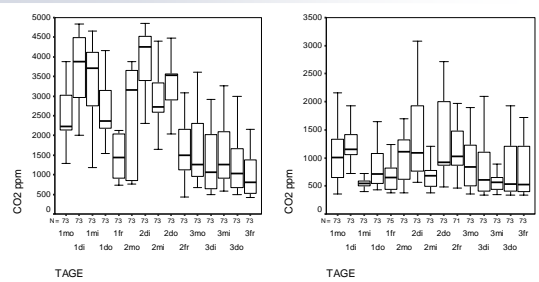 5000
4500
4000
3500
3000
2500
2000
1500
1000
500
0
CO2 ppm
N = 73 73 73 73 73 73 73 73 73 73 73 73 73 73 73
1mo 1mi 1fr 2di 2do 3mo 3mi 3fr
1di 1do 2mo 2mi 2fr 3di 3do
TAGE
3500
3000
2500
2000
1500
1000
500
0
CO2 ppm
N = 73 73 73 75 75 73 73 73 73 71 73 73 73 73 73
1mo 1mi 1fr 2di 2do 3mo 3mi 3fr
1di 1do 2mo 2mi 2fr 3di 3do
TAGE